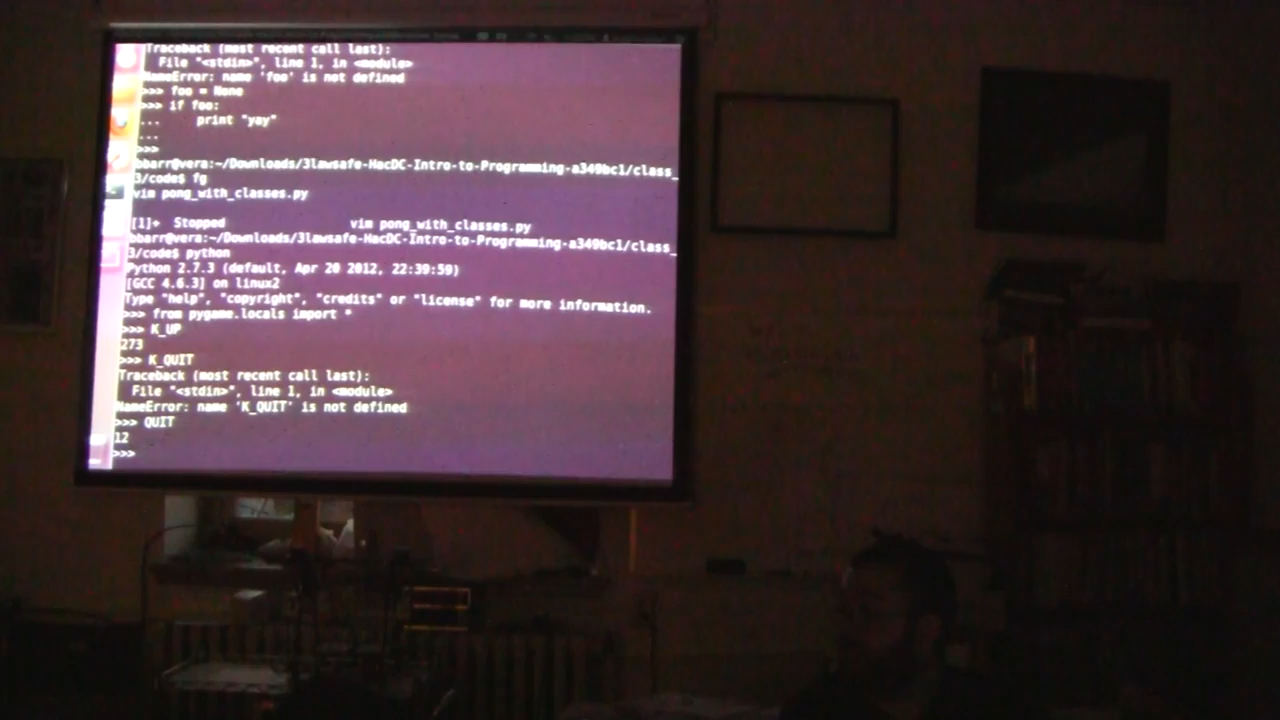 Traceback (most recent call last):
File "<stdin>", line 1, in <module>
NameError: name 'foo' is not defined
>>> foo = None
>>> if foo:
... print "yay"
...
>>>
bbarr@vera:~/Downloads/3lawsafe-HacDC-Intro-to-Programming-a349bc1/class_
3/code$ fg
vim pong_with_classes.py
[1]+ Stopped vim pong_with_classes.py
bbarr@vera:~/Downloads/3lawsafe-HacDC-Intro-to-Programming-a349bc1/class_
3/code$ python
Python 2.7.3 (default, Apr 20 2012, 22:39:59)
[GCC 4.6.3] on linux2
Type "help", "copyright", "credits" or "license" for more information.
>>> from pygame.locals import *
>>> K_UP
273
>>> K_QUIT
Traceback (most recent call last):
File "<stdin>", line 1, in <module>
NameError: name 'K_QUIT' is not defined
>>> QUIT
12
>>>